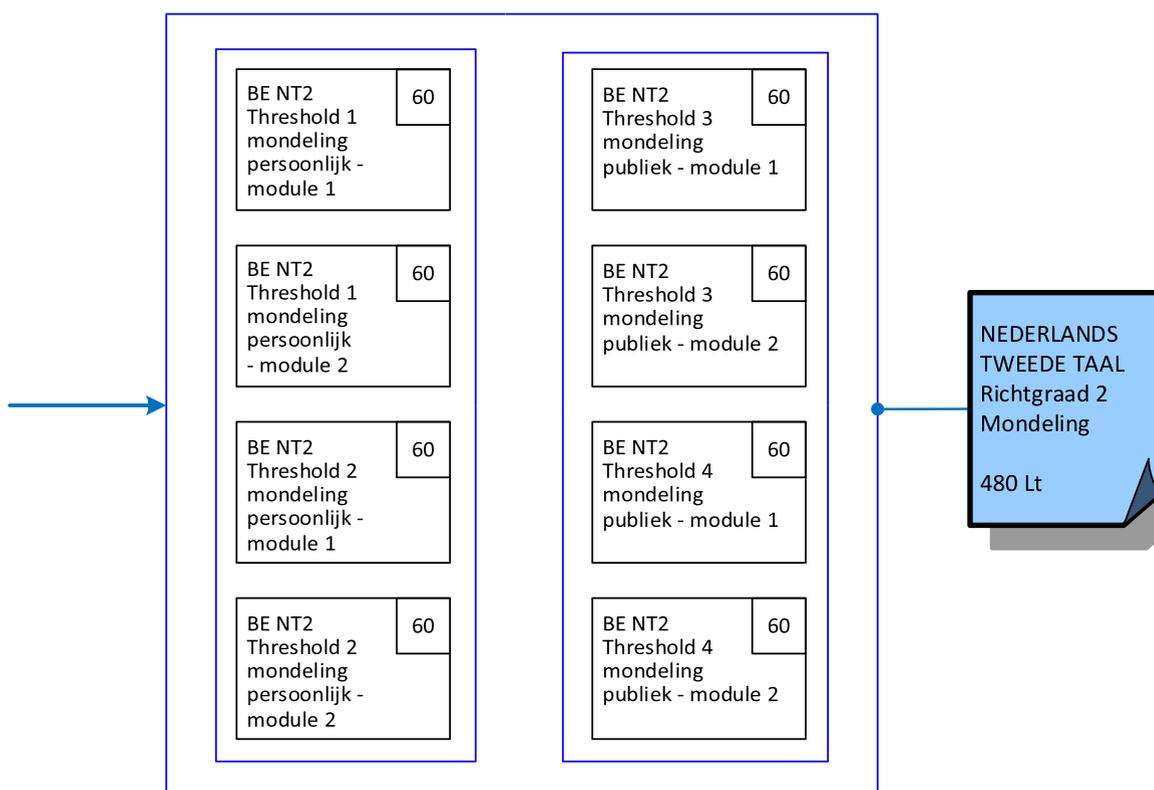 BE NT2
Threshold 1
mondeling
persoonlijk -
module 1
60
BE NT2
Threshold 1
mondeling
persoonlijk
- module 2
60
BE NT2
Threshold 2
mondeling
persoonlijk -
module 1
60
BE NT2
Threshold 2
mondeling
persoonlijk -
module 2
60
BE NT2
Threshold 3
mondeling
publiek - module 1
60
BE NT2
Threshold 3
mondeling
publiek - module 2
60
BE NT2
Threshold 4
mondeling
publiek - module 1
60
BE NT2
Threshold 4
mondeling
publiek - module 2
60
NEDERLANDS
TWEEDE TAAL
Richtgraad 2
Mondeling
480 Lt